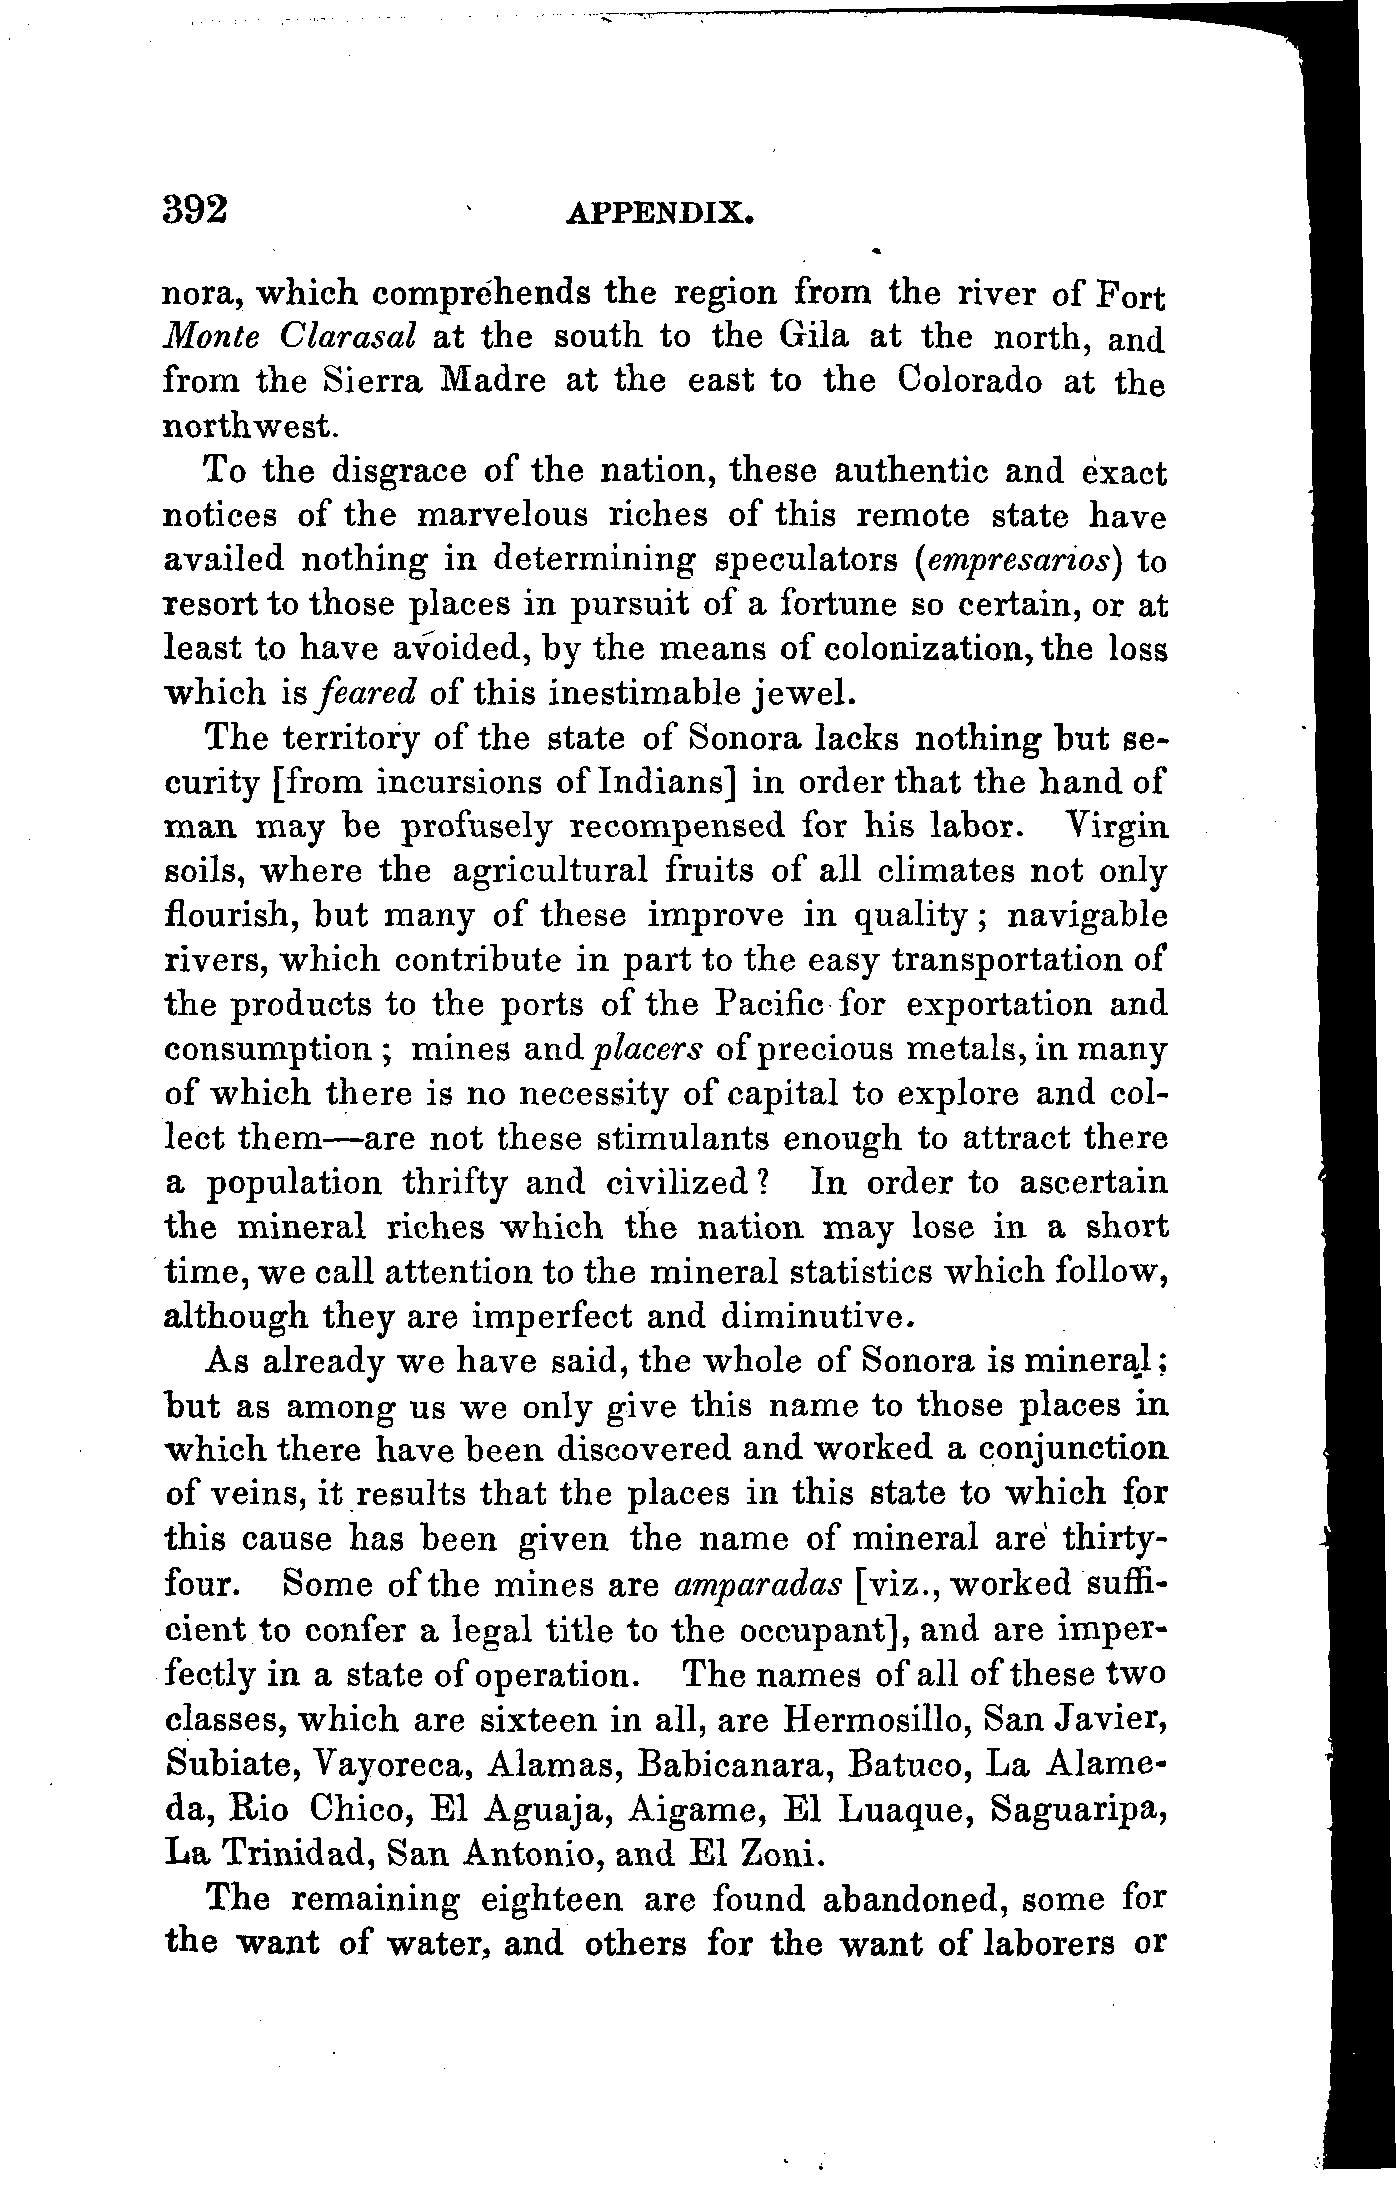 392 APPENDIX.
nora, which comprehends the region from the river of Fort
Monte Clarasal at the south to the Gila at the north, and
from the Sierra Madre at the east to the Colorado at the
northwest.
To the disgrace of the nation, these authentic and exact
notices of the marvelous riches of this remote state have
availed nothing in determining speculators (empresarios) to
resort to those places in pursuit of a fortune so certain, or at
least to have avoided, by the means of colonization, the loss
which is feared of this inestimable jewel.
The territory of the state of Sonora lacks nothing but se-
curity [from incursions of Indians] in order that the hand of
man may be profusely recompensed for his labor. Virgin
soils, where the agricultural fruits of all climates not only
flourish, but many of these improve in quality; navigable
rivers, which contribute in part to the easy transportation of
the products to the ports of the Pacific for exportation and
consumption; mines and placers of precious metals, in many
of which there is no necessity of capital to explore and col-
lect them—are not these stimulants enough to attract there
a population thrifty and civilized? In order to ascertain
the mineral riches which the nation may lose in a short
time, we call attention to the mineral statistics which follow,
although they are imperfect and diminutive.
As already we have said, the whole of Sonora is mineral;
but as among us we only give this name to those places in
which there have been discovered and worked a conjunction
of veins, it results that the places in this state to which for
this cause has been given the name of mineral are thirty-
four. Some of the mines are amparadas [viz., worked suffi-
cient to confer a legal title to the occupant], and are imper-
fectly in a state of operation. The names of all of these two
classes, which are sixteen in all, are Hermosillo, San Javier,
Subiate, Vayoreca, Alamas, Babicanara, Batuco, La Alame-
da, Rio Chico, El Aguaja, Aigame, El Luaque, Saguaripa,
La Trinidad, San Antonio, and El Zoni.
The remaining eighteen are found abandoned, some for
the want of water, and others for the want of laborers or